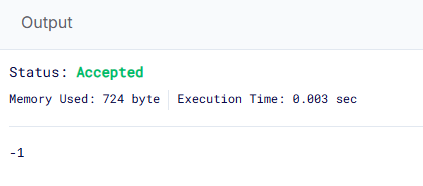 Output
Status: Accepted
Memory Used: 724 byte Execution Time: 0.003 sec
-1